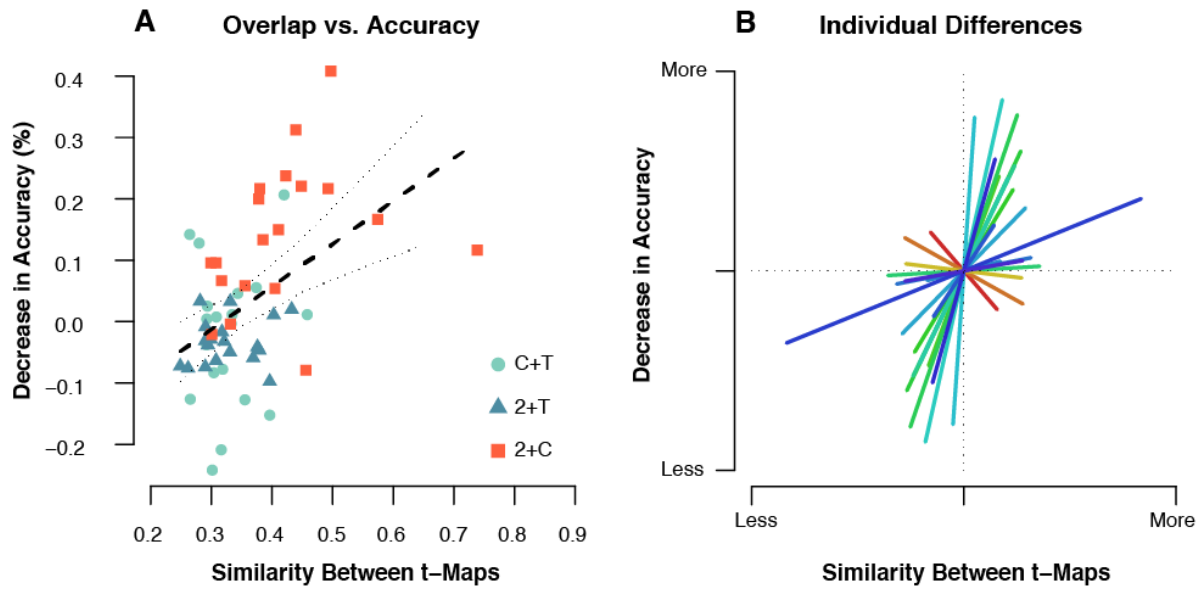 A Overlap vs. Accuracy
Decrease in Accuracy (%)
0.4
0.3
0.2
0.1
0.0
−0.1
−0.2
C+T
2+T
2+C
0.2 0.3 0.4 0.5 0.6 0.7 0.8 0.9
Similarity Between t−Maps
B Individual Differences
Decrease in Accuracy
More
Less
Less More
Similarity Between t−Maps